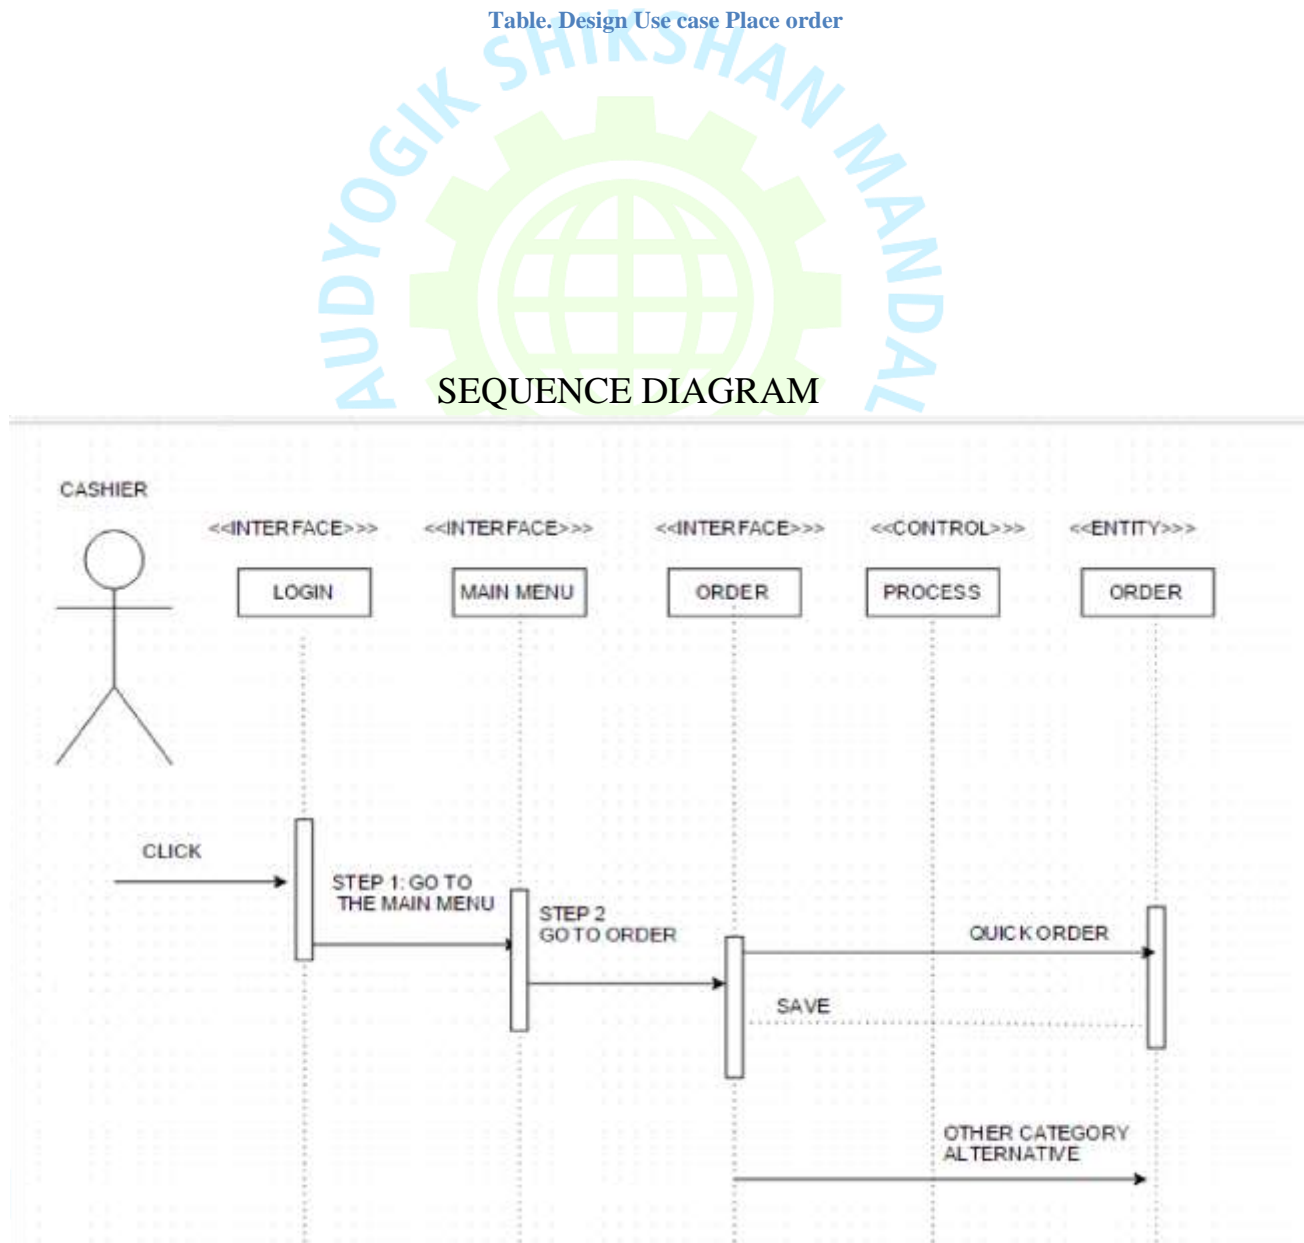 Table. Design Use case Place order
AUDYOGIK SHIKSHAN MANDAL
SEQUENCE DIAGRAM
CASHIER
<<INTERFACE>>>
<<INTERFACE>>>
<<INTERFACE>>>
<<CONTROL>>>
<<ENTITY>>>
LOGIN
MAIN MENU
ORDER
PROCESS
ORDER
CLICK
STEP 1: GO TO
THE MAIN MENU
STEP 2
GO TO ORDER
QUICK ORDER
SAVE
OTHER CATEGORY
ALTERNATIVE